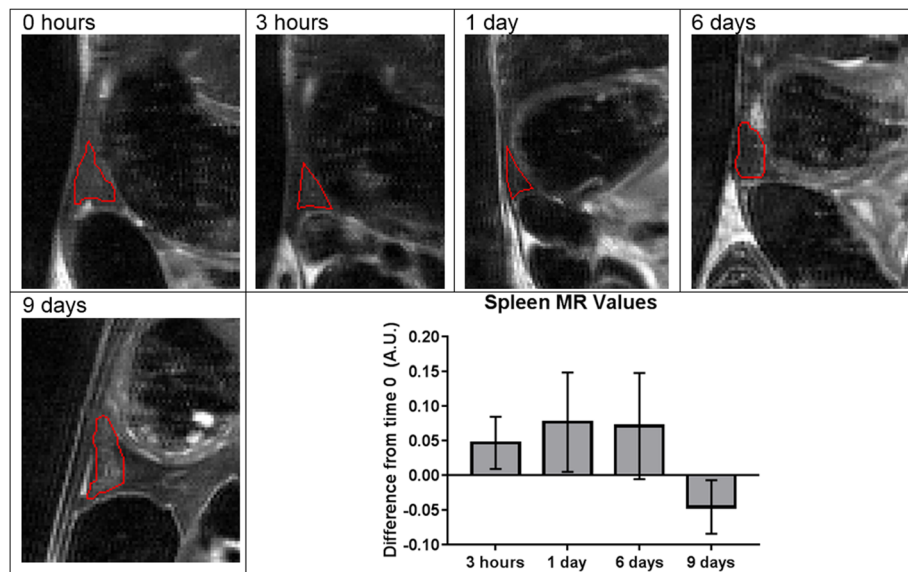 0 hours
3 hours
1 day
6 days
9 days
Spleen MR Values
Difference from time 0 (A.U.)
0.20
0.15
0.10
0.05
0.00
-0.05
-0.10
3 hours
1 day
6 days
9 days